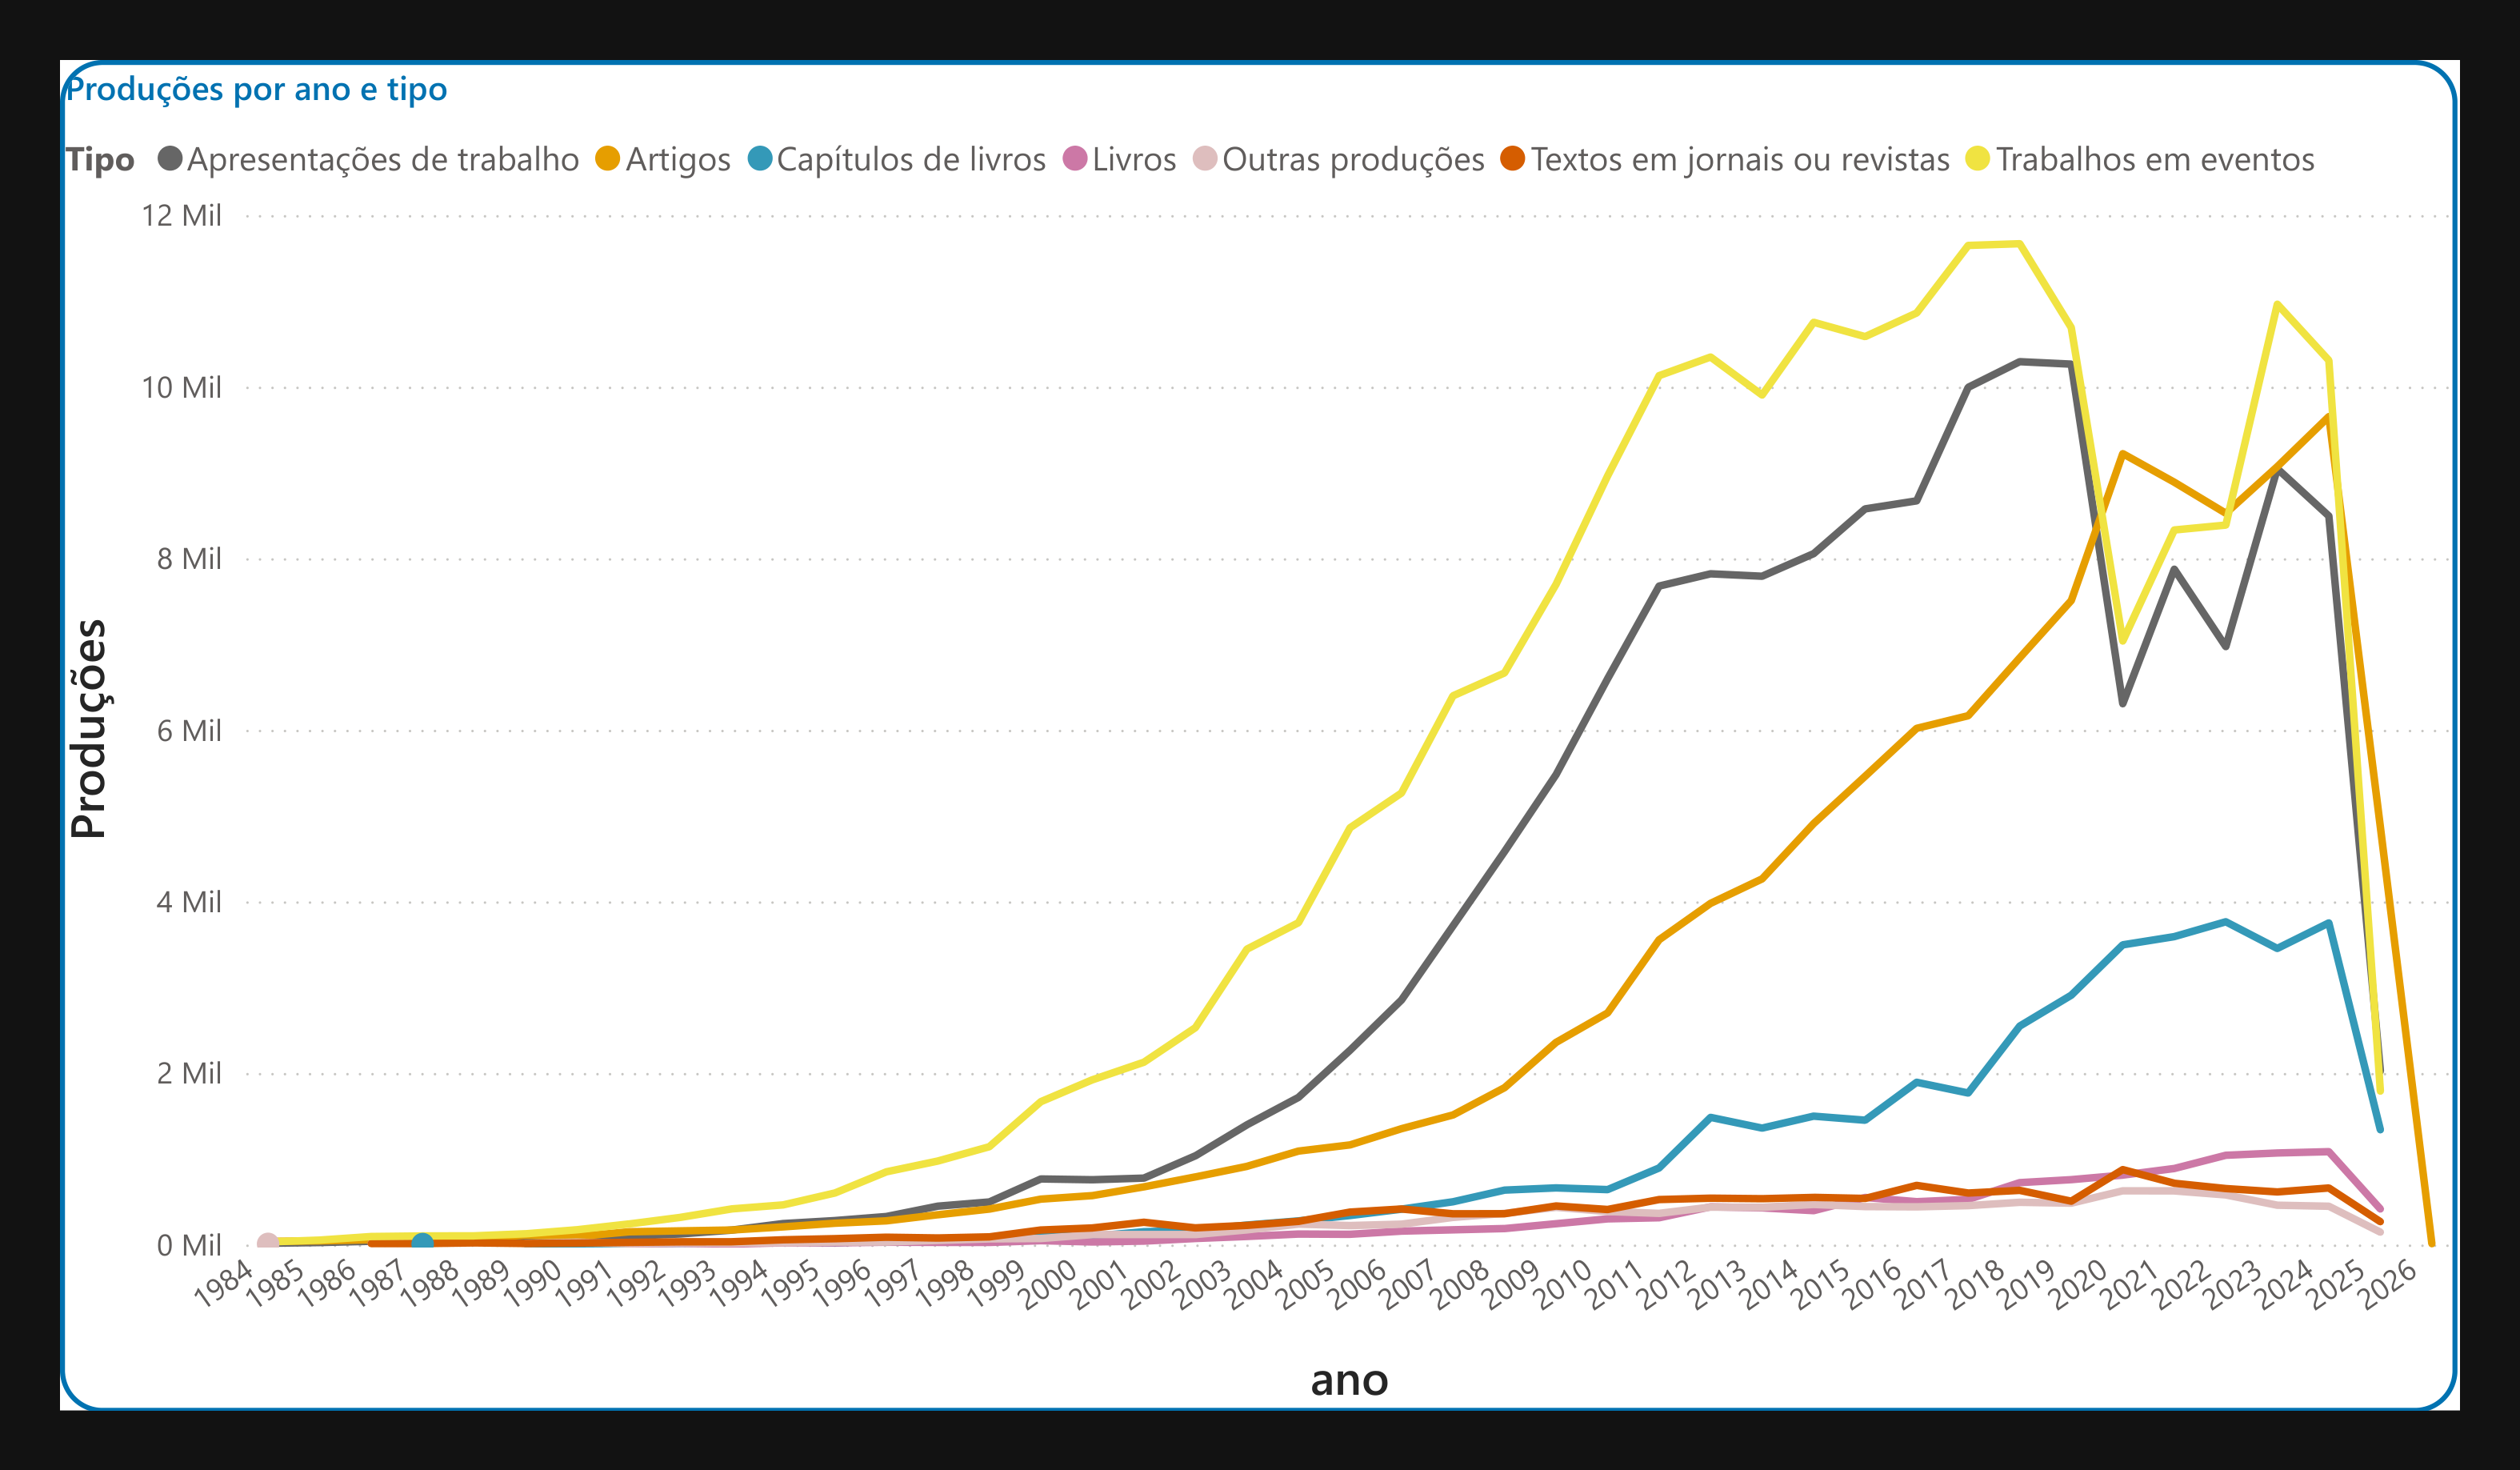 Produções por ano e tipo
Tipo Apresentações de trabalho Artigos Capítulos de livros Livros Outras produções Textos em jornais ou revistas Trabalhos em eventos
12 Mil
10 Mil
8 Mil
6 Mil
4 Mil
2 Mil
0 Mil
Produções
1984 1985 1986 1987 1988 1989 1990 1991 1992 1993 1994 1995 1996 1997 1998 1999 2000 2001 2002 2003 2004 2005 2006 2007 2008 2009 2010 2011 2012 2013 2014 2015 2016 2017 2018 2019 2020 2021 2022 2023 2024 2025 2026
ano